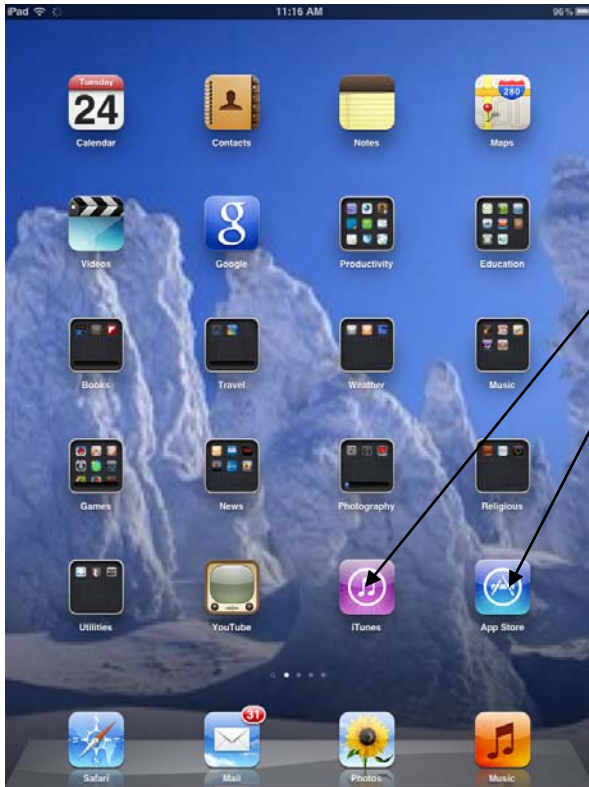 iPad 11:16 AM 96%
Tuesday
24 280
Calendar Contacts Notes Maps
g
Videos Google Productivity Education
Books Travel Weather Music
Games News Photography Religious
Utilities YouTube iTunes App Store
31
Safari Mail Photos Music